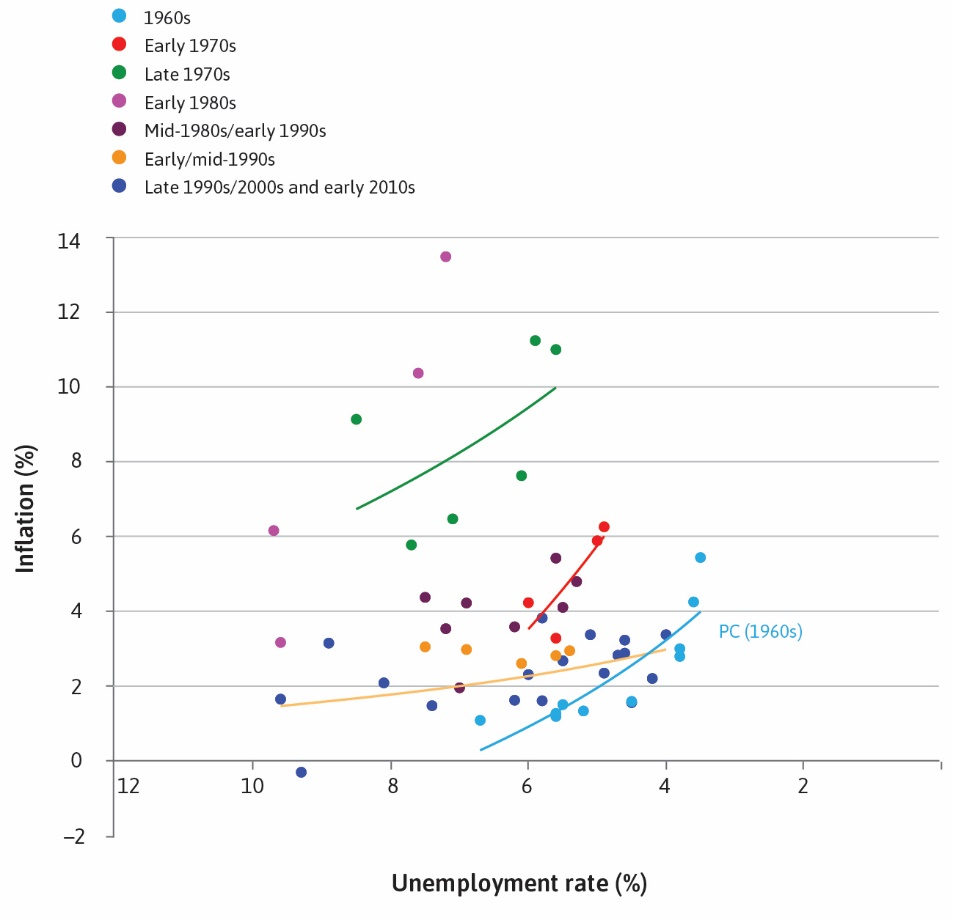 1960s
Early 1970s
Late 1970s
Early 1980s
Mid-1980s/early 1990s
Early/mid-1990s
Late 1990s/2000s and early 2010s
14
12
10
8
6
4
2
0
−2
Inflation (%)
PC (1960s)
12 10 8 6 4 2
Unemployment rate (%)